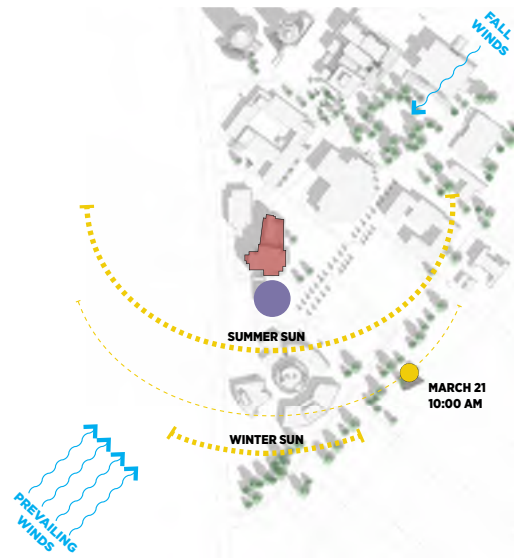 FALL
WINDS
SUMMER SUN
MARCH 21
10:00 AM
WINTER SUN
PREVAILING
WINDS